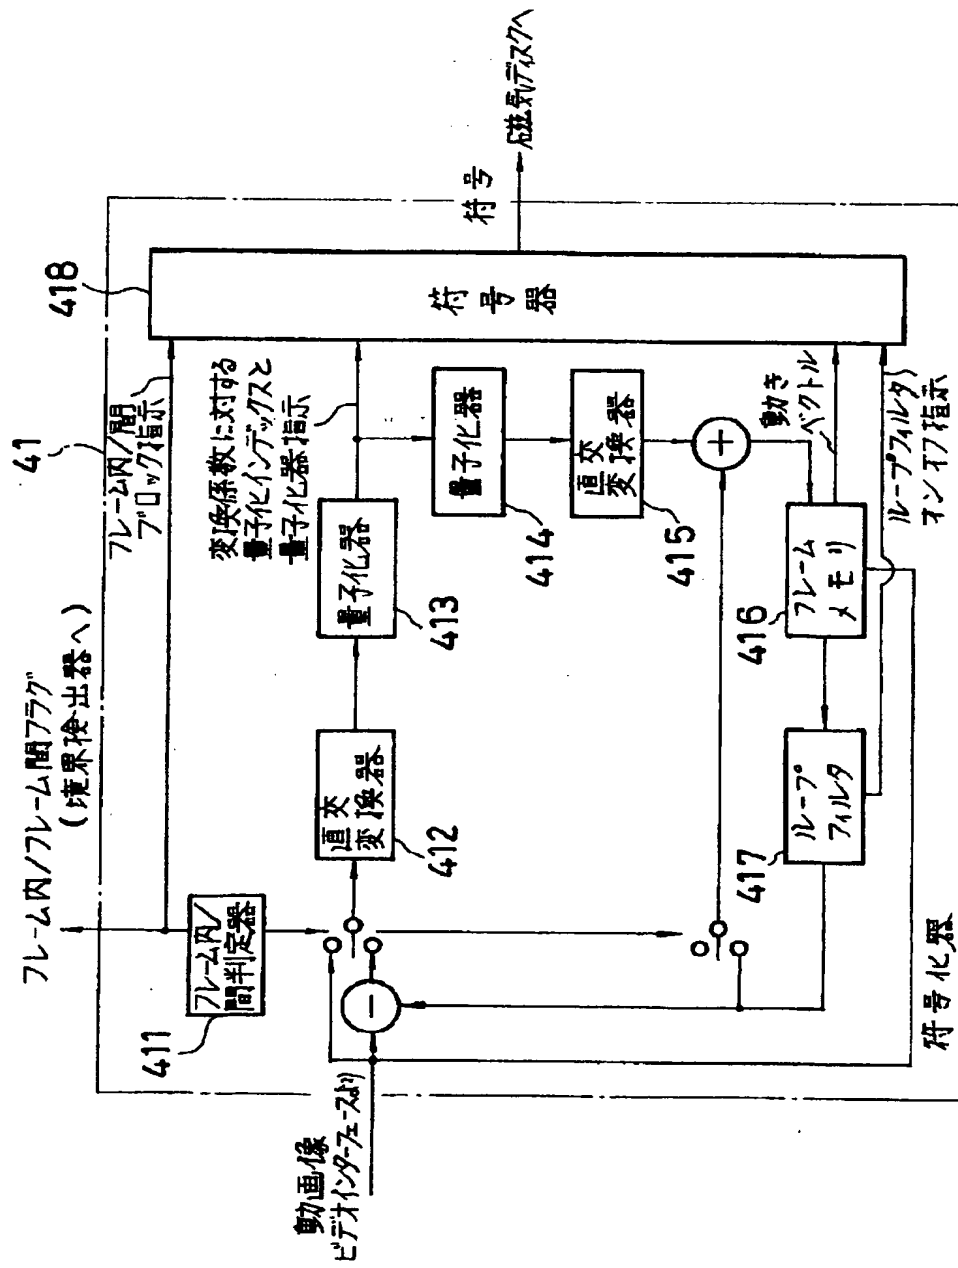 フレーム内/フレーム間フラグ
(境界検出器へ)
41
フレーム内/間
ブロック指示
418
符号器
符号
磁気ディスクへ
変換係数に対する
量子化インデックスと
量子化器指示
フレーム内/
間判定器
411
直交
変換器
412
量子化器
413
量子化器
414
直交
変換器
415
+
動き
ベクトル
ループフィルタ
オンオフ指示
フレーム
メモリ
416
ループ
フィルタ
417
−
動画像
ビデオインターフェースより
符号化器